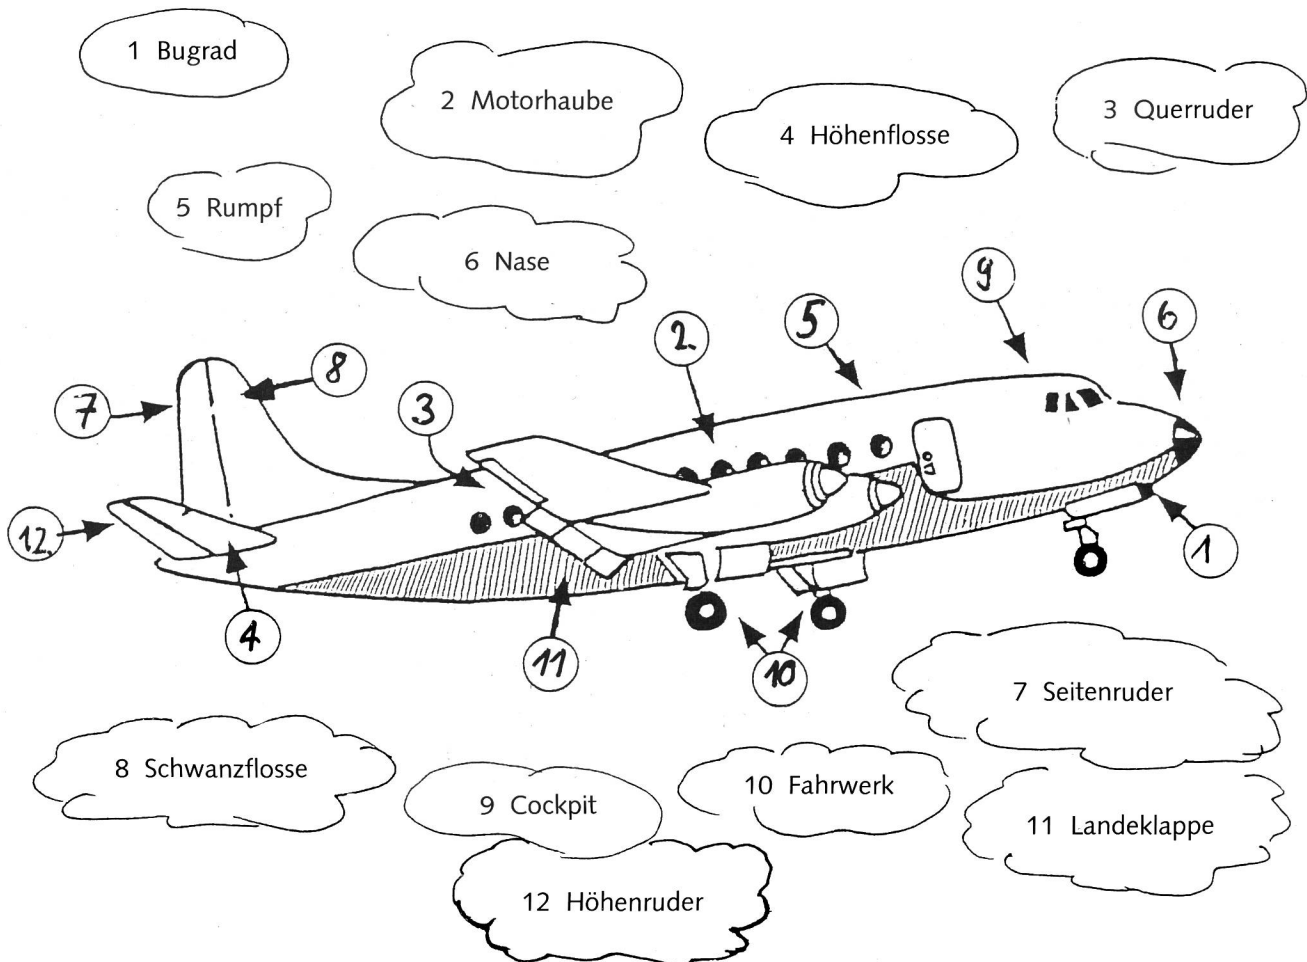 1 Bugrad
2 Motorhaube
4 Höhenflosse
3 Querruder
5 Rumpf
6 Nase
9
5
6
2.
8
7
3
12.
1
4
11
10
7 Seitenruder
8 Schwanzflosse
9 Cockpit
10 Fahrwerk
11 Landeklappe
12 Höhenruder